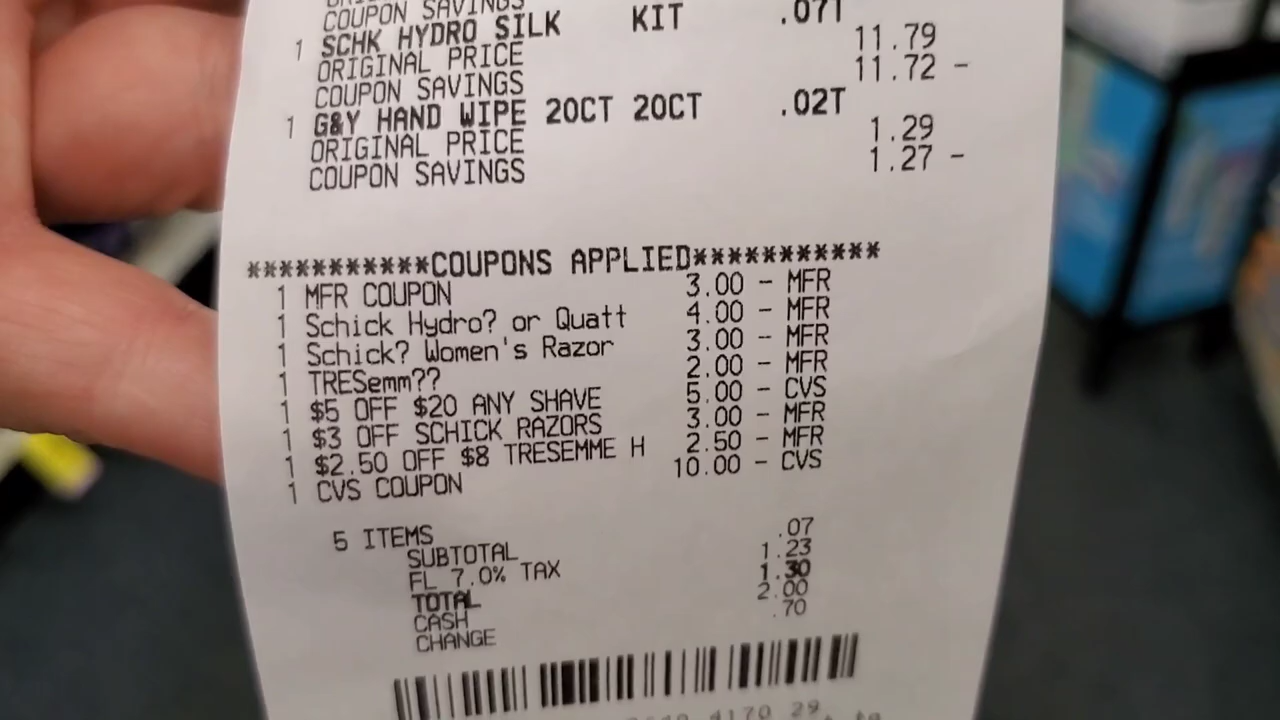 COUPON SAVINGS
1 SCHK HYDRO SILK KIT .07T
ORIGINAL PRICE 11.79
COUPON SAVINGS 11.72 -
1 G&Y HAND WIPE 20CT 20CT .02T
ORIGINAL PRICE 1.29
COUPON SAVINGS 1.27 -
***********COUPONS APPLIED***********
1 MFR COUPON 3.00 - MFR
1 Schick Hydro? or Quatt 4.00 - MFR
1 Schick? Women's Razor 3.00 - MFR
1 TRESemm?? 2.00 - MFR
1 $5 OFF $20 ANY SHAVE 5.00 - CVS
1 $3 OFF SCHICK RAZORS 3.00 - MFR
1 $2.50 OFF $8 TRESEMME H 2.50 - MFR
1 CVS COUPON 10.00 - CVS
5 ITEMS
SUBTOTAL .07
FL 7.0% TAX 1.23
TOTAL 1.30
CASH 2.00
CHANGE .70
4170 29